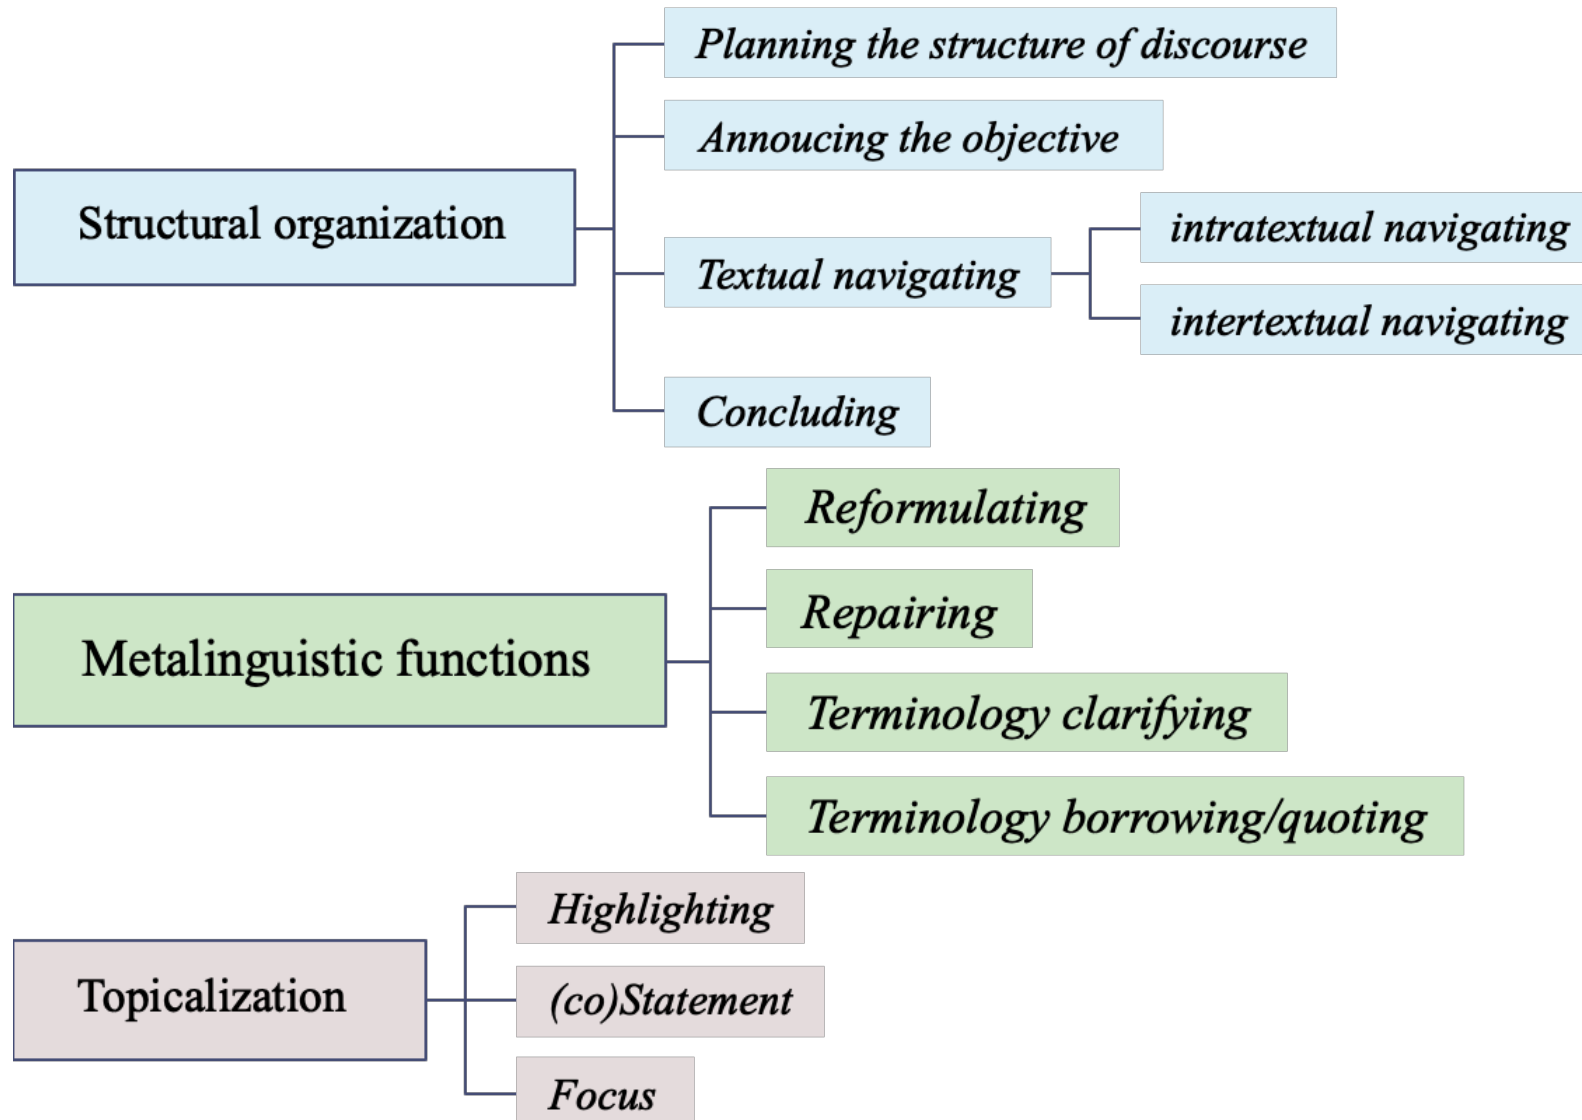 Structural organization
Planning the structure of discourse
Annoucing the objective
Textual navigating
intratextual navigating
intertextual navigating
Concluding
Metalinguistic functions
Reformulating
Repairing
Terminology clarifying
Terminology borrowing/quoting
Topicalization
Highlighting
(co)Statement
Focus